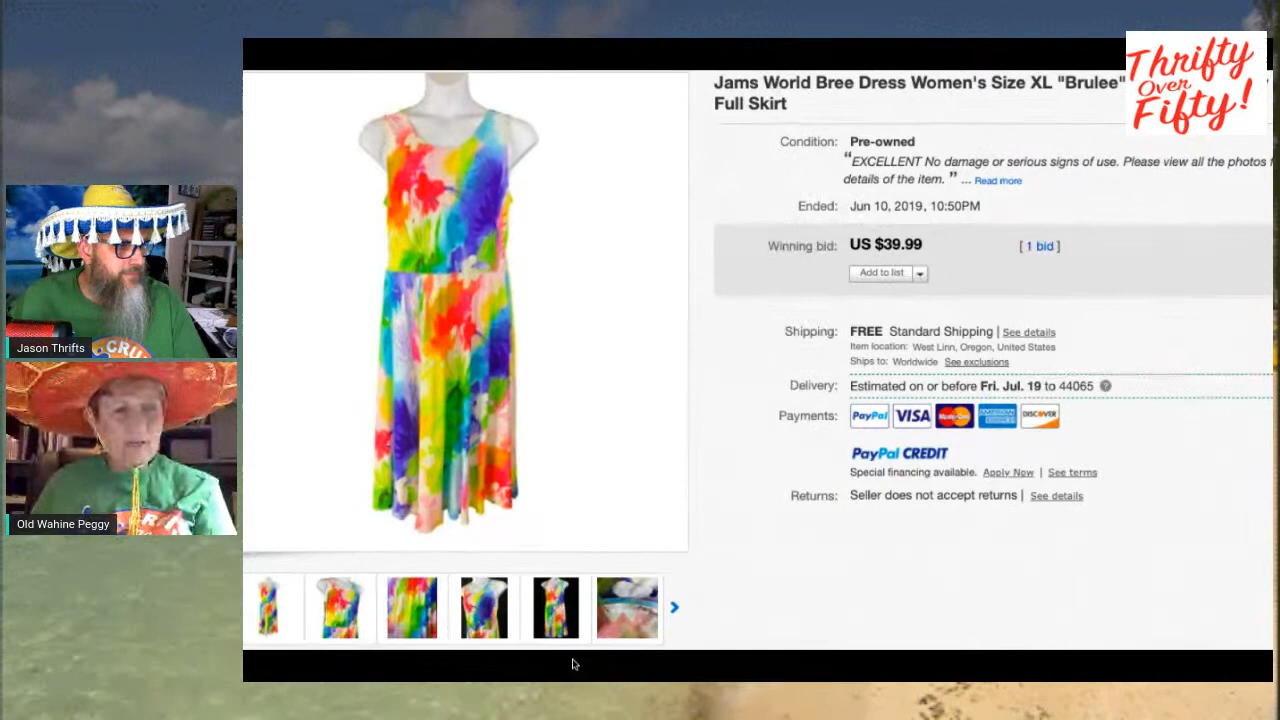 Thrifty
Over
Fifty!
Jams World Bree Dress Women's Size XL "Brulee"
Full Skirt
Condition: Pre-owned
"EXCELLENT No damage or serious signs of use. Please view all the photos
details of the item. " ... Read more
Ended: Jun 10, 2019, 10:50PM
Winning bid: US $39.99 [ 1 bid ]
Add to list
Shipping: FREE Standard Shipping | See details
Item location: West Linn, Oregon, United States
Ships to: Worldwide See exclusions
Delivery: Estimated on or before Fri. Jul. 19 to 44065 ?
Payments: PayPal VISA MasterCard AMERICAN EXPRESS DISCOVER
PayPal CREDIT
Special financing available. Apply Now | See terms
Returns: Seller does not accept returns | See details
Jason Thrifts
CRU
Old Wahine Peggy